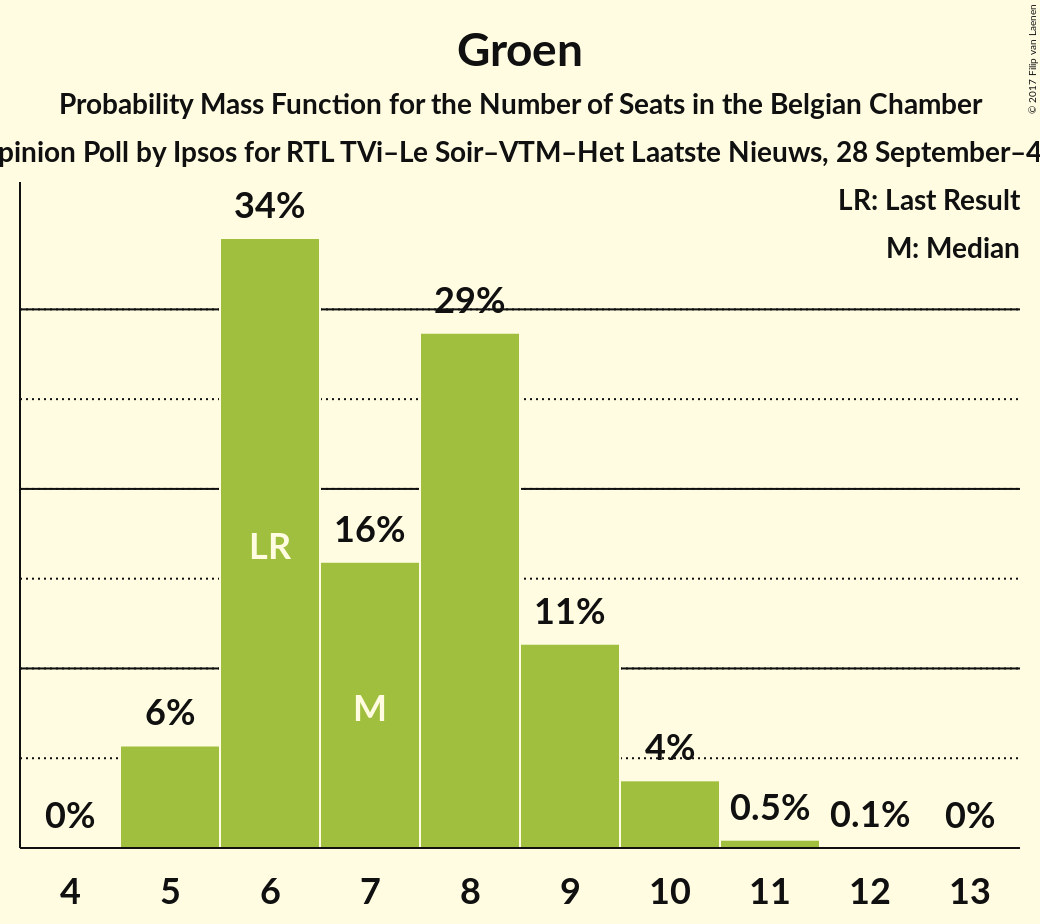 Groen
Probability Mass Function for the Number of Seats in the Belgian Chamber
pinion Poll by Ipsos for RTL TVi–Le Soir–VTM–Het Laatste Nieuws, 28 September–4
© 2017 Filip van Laenen
LR: Last Result
M: Median
34%
29%
16%
LR
11%
6%
M
4%
0%
0.5%
0.1%
0%
4 5 6 7 8 9 10 11 12 13